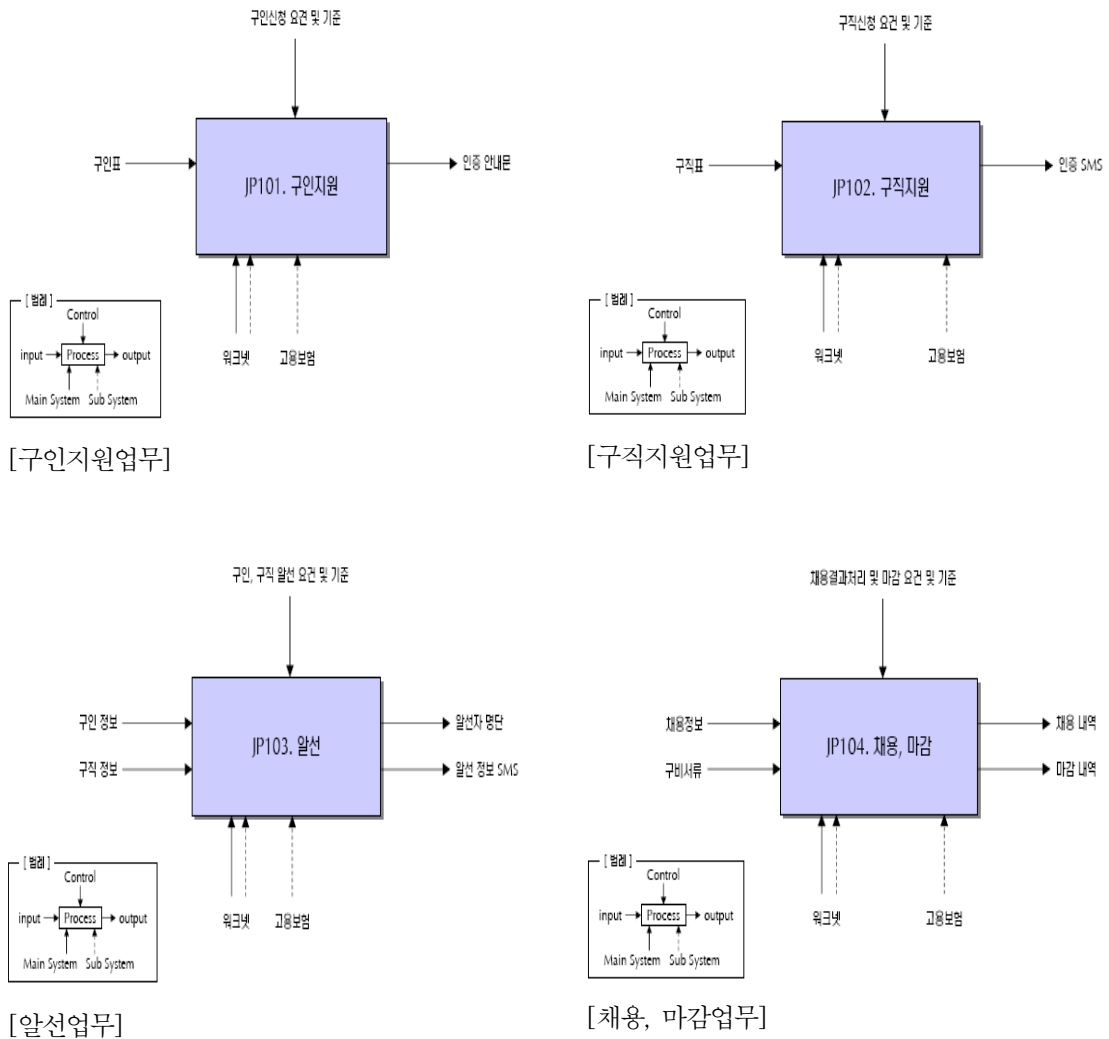 구인신청 요견 및 기준
구인표
JP101. 구인지원
인증 안내문
[ 범례 ]
Control
input
Process
output
Main System
Sub System
워크넷
고용보험
[구인지원업무]
구직신청 요건 및 기준
구직표
JP102. 구직지원
인증 SMS
[ 범례 ]
Control
input
Process
output
Main System
Sub System
워크넷
고용보험
[구직지원업무]
구인, 구직 알선 요건 및 기준
구인 정보
구직 정보
JP103. 알선
알선자 명단
알선 정보 SMS
[ 범례 ]
Control
input
Process
output
Main System
Sub System
워크넷
고용보험
[알선업무]
채용결과처리 및 마감 요건 및 기준
채용정보
구비서류
JP104. 채용, 마감
채용 내역
마감 내역
[ 범례 ]
Control
input
Process
output
Main System
Sub System
워크넷
고용보험
[채용, 마감업무]